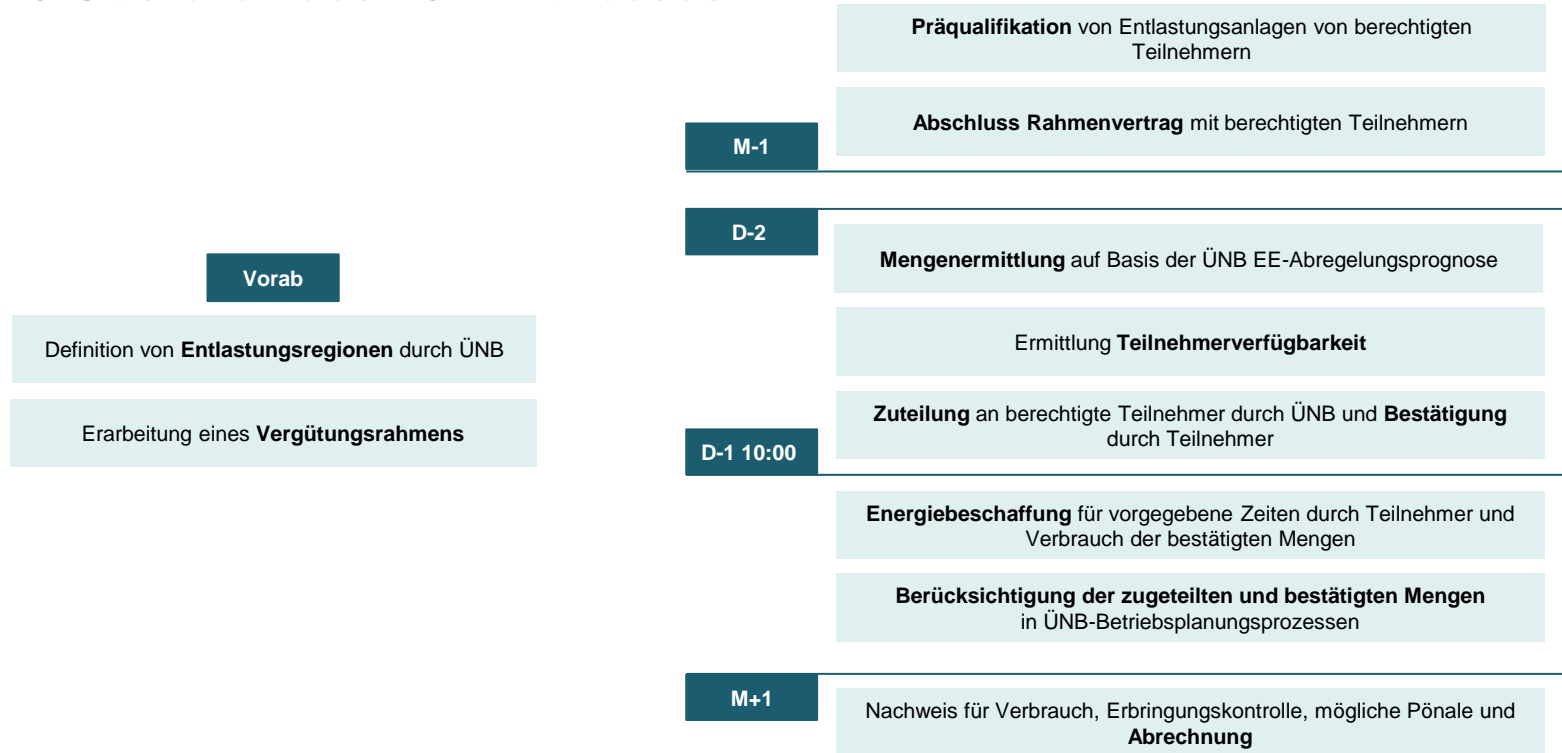 Vorab
Definition von Entlastungsregionen durch ÜNB
Erarbeitung eines Vergütungsrahmens
Präqualifikation von Entlastungsanlagen von berechtigten
Teilnehmern
Abschluss Rahmenvertrag mit berechtigten Teilnehmern
M-1
D-2
Mengenermittlung auf Basis der ÜNB EE-Abregelungsprognose
Ermittlung Teilnehmerverfügbarkeit
Zuteilung an berechtigte Teilnehmer durch ÜNB und Bestätigung
durch Teilnehmer
D-1 10:00
Energiebeschaffung für vorgegebene Zeiten durch Teilnehmer und
Verbrauch der bestätigten Mengen
Berücksichtigung der zugeteilten und bestätigten Mengen
in ÜNB-Betriebsplanungsprozessen
M+1
Nachweis für Verbrauch, Erbringungskontrolle, mögliche Pönale und
Abrechnung